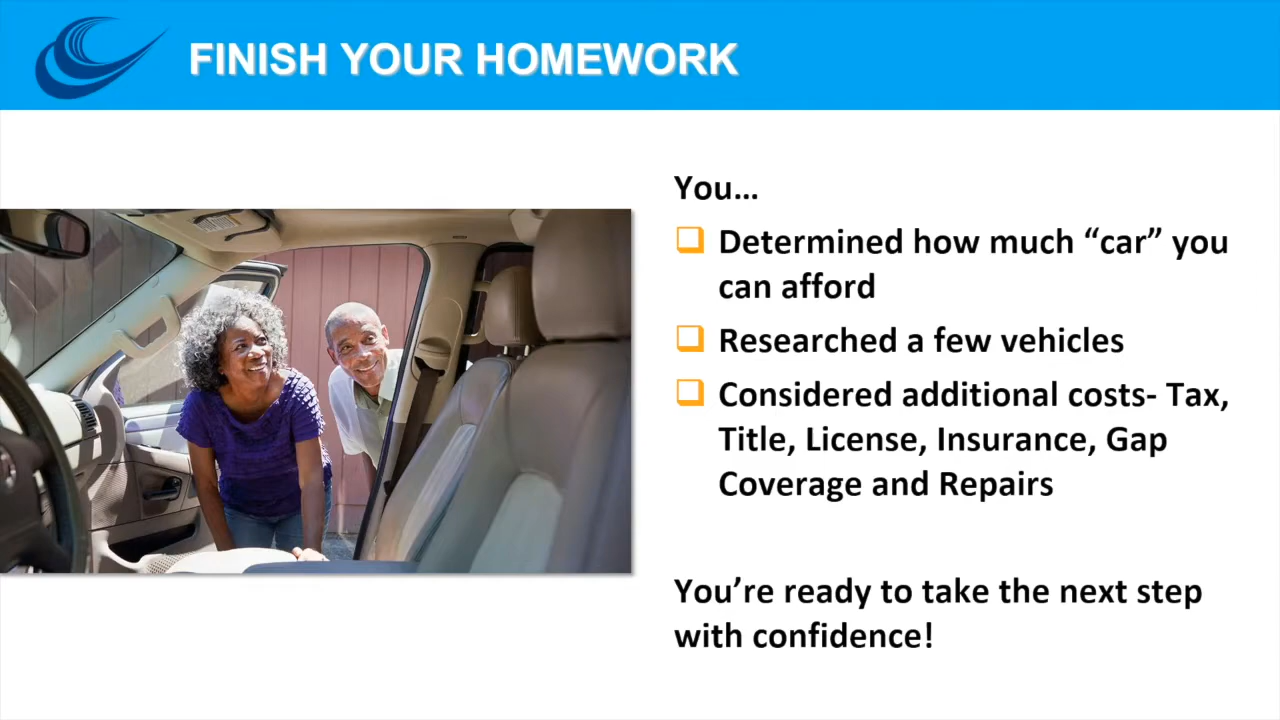 FINISH YOUR HOMEWORK
You…
Determined how much “car” you
can afford
Researched a few vehicles
Considered additional costs- Tax,
Title, License, Insurance, Gap
Coverage and Repairs
You’re ready to take the next step
with confidence!